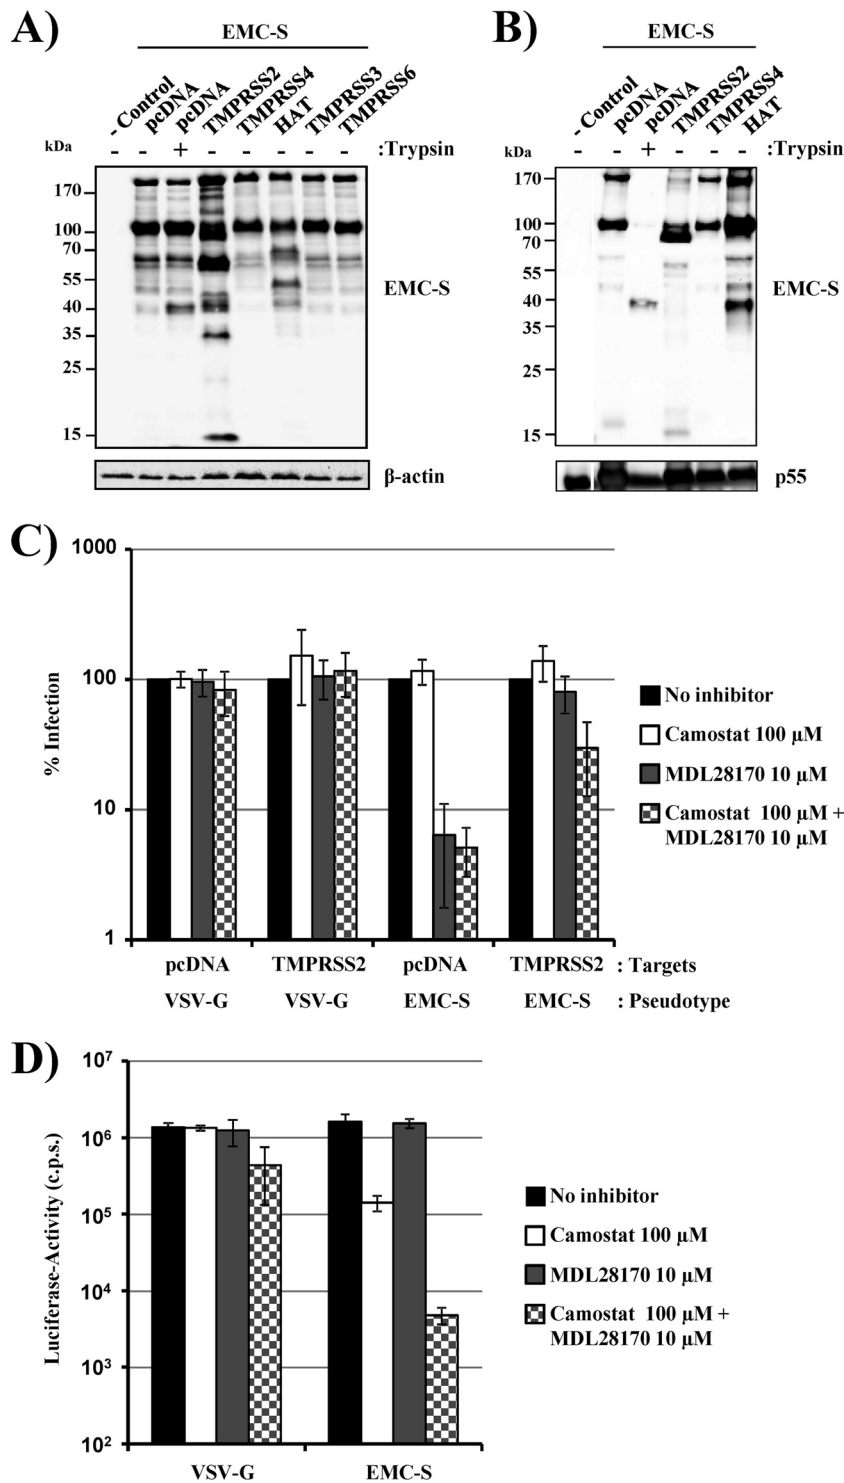 A)
EMC-S
- Control
pcDNA
pcDNA
TMPRSS2
TMPRSS4
HAT
TMPRSS3
TMPRSS6
kDa
- - + - - - - - :Trypsin
170
100
70
55
40
35
25
15
EMC-S
β-actin
B)
EMC-S
- Control
pcDNA
pcDNA
TMPRSS2
TMPRSS4
HAT
kDa
- - + - - - :Trypsin
170
100
70
55
40
35
25
15
EMC-S
p55
C)
% Infection
1000
100
10
1
pcDNA TMPRSS2 pcDNA TMPRSS2 : Targets
VSV-G VSV-G EMC-S EMC-S : Pseudotype
No inhibitor
Camostat 100 µM
MDL28170 10 µM
Camostat 100 µM +
MDL28170 10 µM
D)
Luciferase-Activity (c.p.s.)
10⁷
10⁶
10⁵
10⁴
10³
10²
VSV-G EMC-S
No inhibitor
Camostat 100 µM
MDL28170 10 µM
Camostat 100 µM +
MDL28170 10 µM